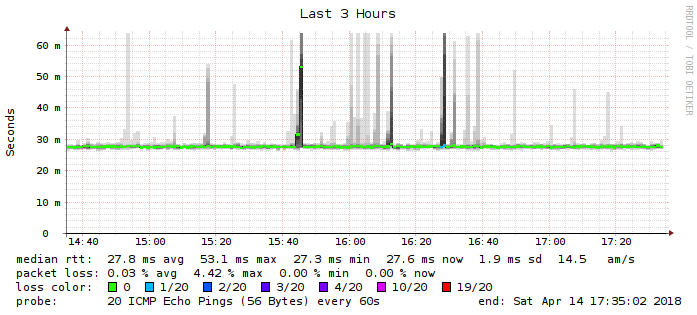 Last 3 Hours
RRDTOOL / TOBI OETIKER
Seconds
60 m
50 m
40 m
30 m
20 m
10 m
0
14:40 15:00 15:20 15:40 16:00 16:20 16:40 17:00 17:20
median rtt: 27.8 ms avg 53.1 ms max 27.3 ms min 27.6 ms now 1.9 ms sd 14.5 am/s
packet loss: 0.03 % avg 4.42 % max 0.00 % min 0.00 % now
loss color: 0 1/20 2/20 3/20 4/20 10/20 19/20
probe: 20 ICMP Echo Pings (56 Bytes) every 60s end: Sat Apr 14 17:35:02 2018